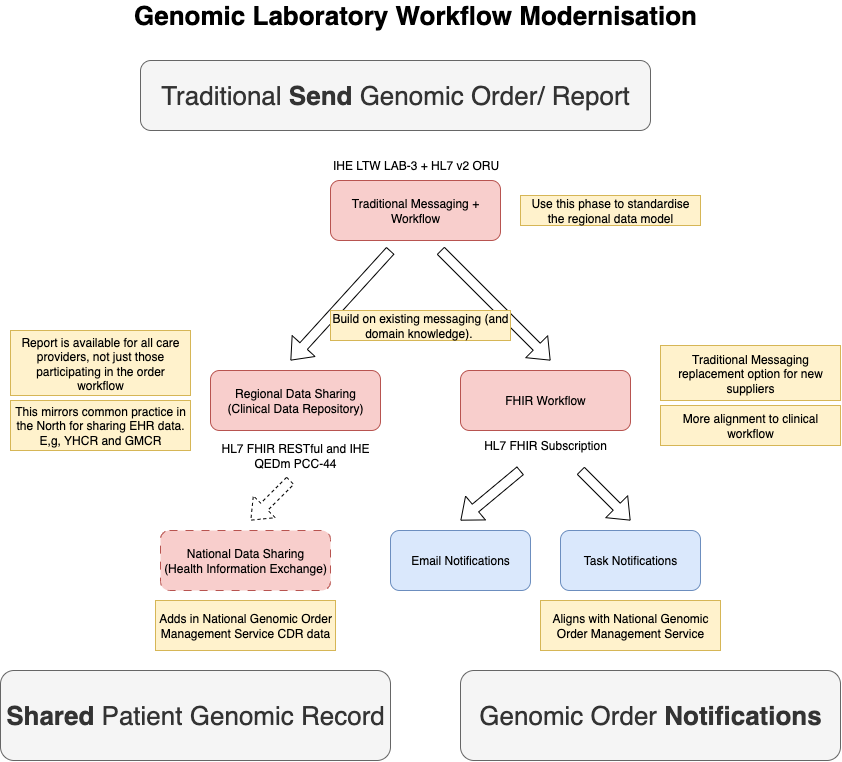 Genomic Laboratory Workflow Modernisation
Traditional Send Genomic Order/ Report
IHE LTW LAB-3 + HL7 v2 ORU
Traditional Messaging +
Workflow
Use this phase to standardise
the regional data model
Build on existing messaging (and
domain knowledge).
Report is available for all care
providers, not just those
participating in the order
workflow
This mirrors common practice in
the North for sharing EHR data.
E,g, YHCR and GMCR
Regional Data Sharing
(Clinical Data Repository)
HL7 FHIR RESTful and IHE
QEDm PCC-44
FHIR Workflow
HL7 FHIR Subscription
Traditional Messaging
replacement option for new
suppliers
More alignment to clinical
workflow
National Data Sharing
(Health Information Exchange)
Email Notifications
Task Notifications
Adds in National Genomic Order
Management Service CDR data
Aligns with National Genomic
Order Management Service
Shared Patient Genomic Record
Genomic Order Notifications